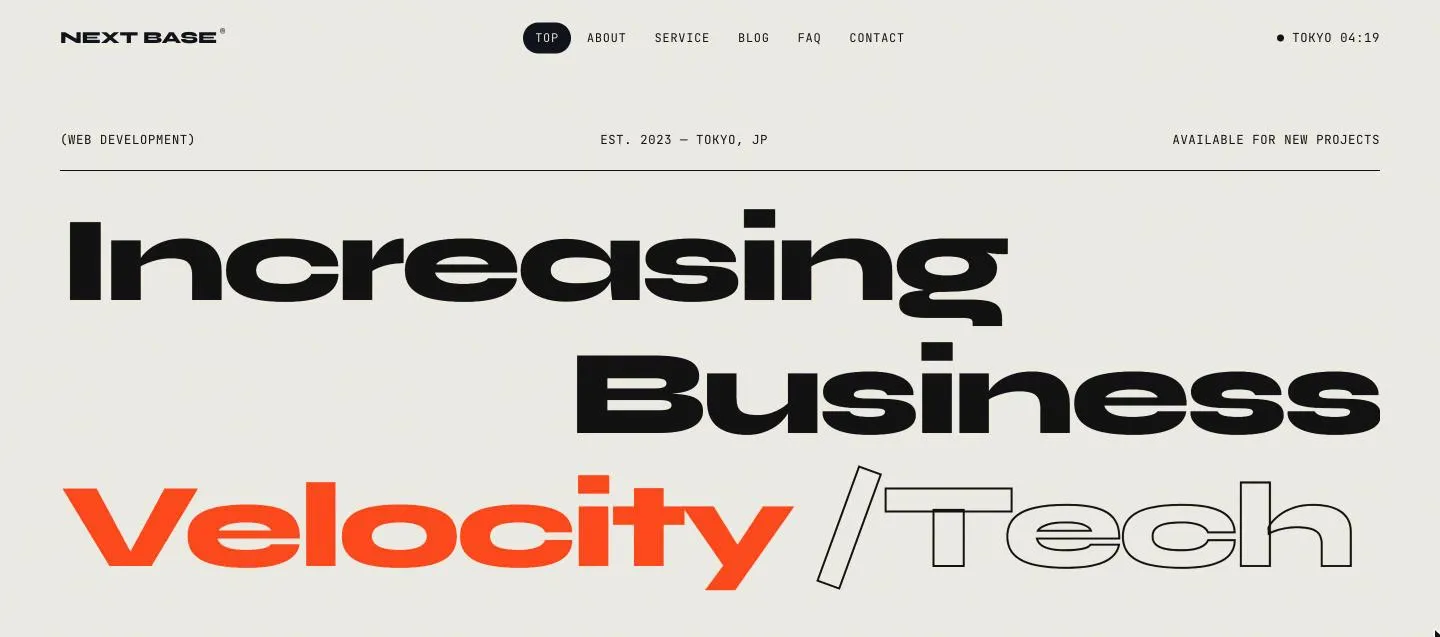 NEXT BASE®
TOP ABOUT SERVICE BLOG FAQ CONTACT
TOKYO 04:19
(WEB DEVELOPMENT)
EST. 2023 — TOKYO, JP
AVAILABLE FOR NEW PROJECTS
Increasing
Business
Velocity /Tech